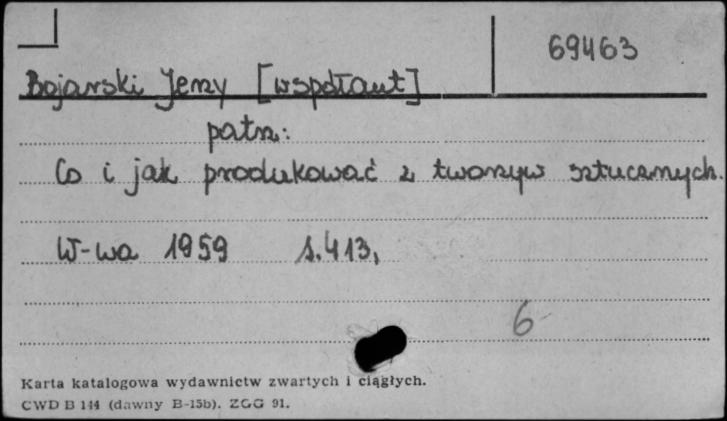 69463
Bojarski Jerzy [współaut]
patrz:
Co i jak produkować z tworzyw sztucznych.
W-wa 1959 s. 413,
6
Karta katalogowa wydawnictw zwartych i ciągłych.
CWD B 144 (dawny B-15b). ZGG 91.